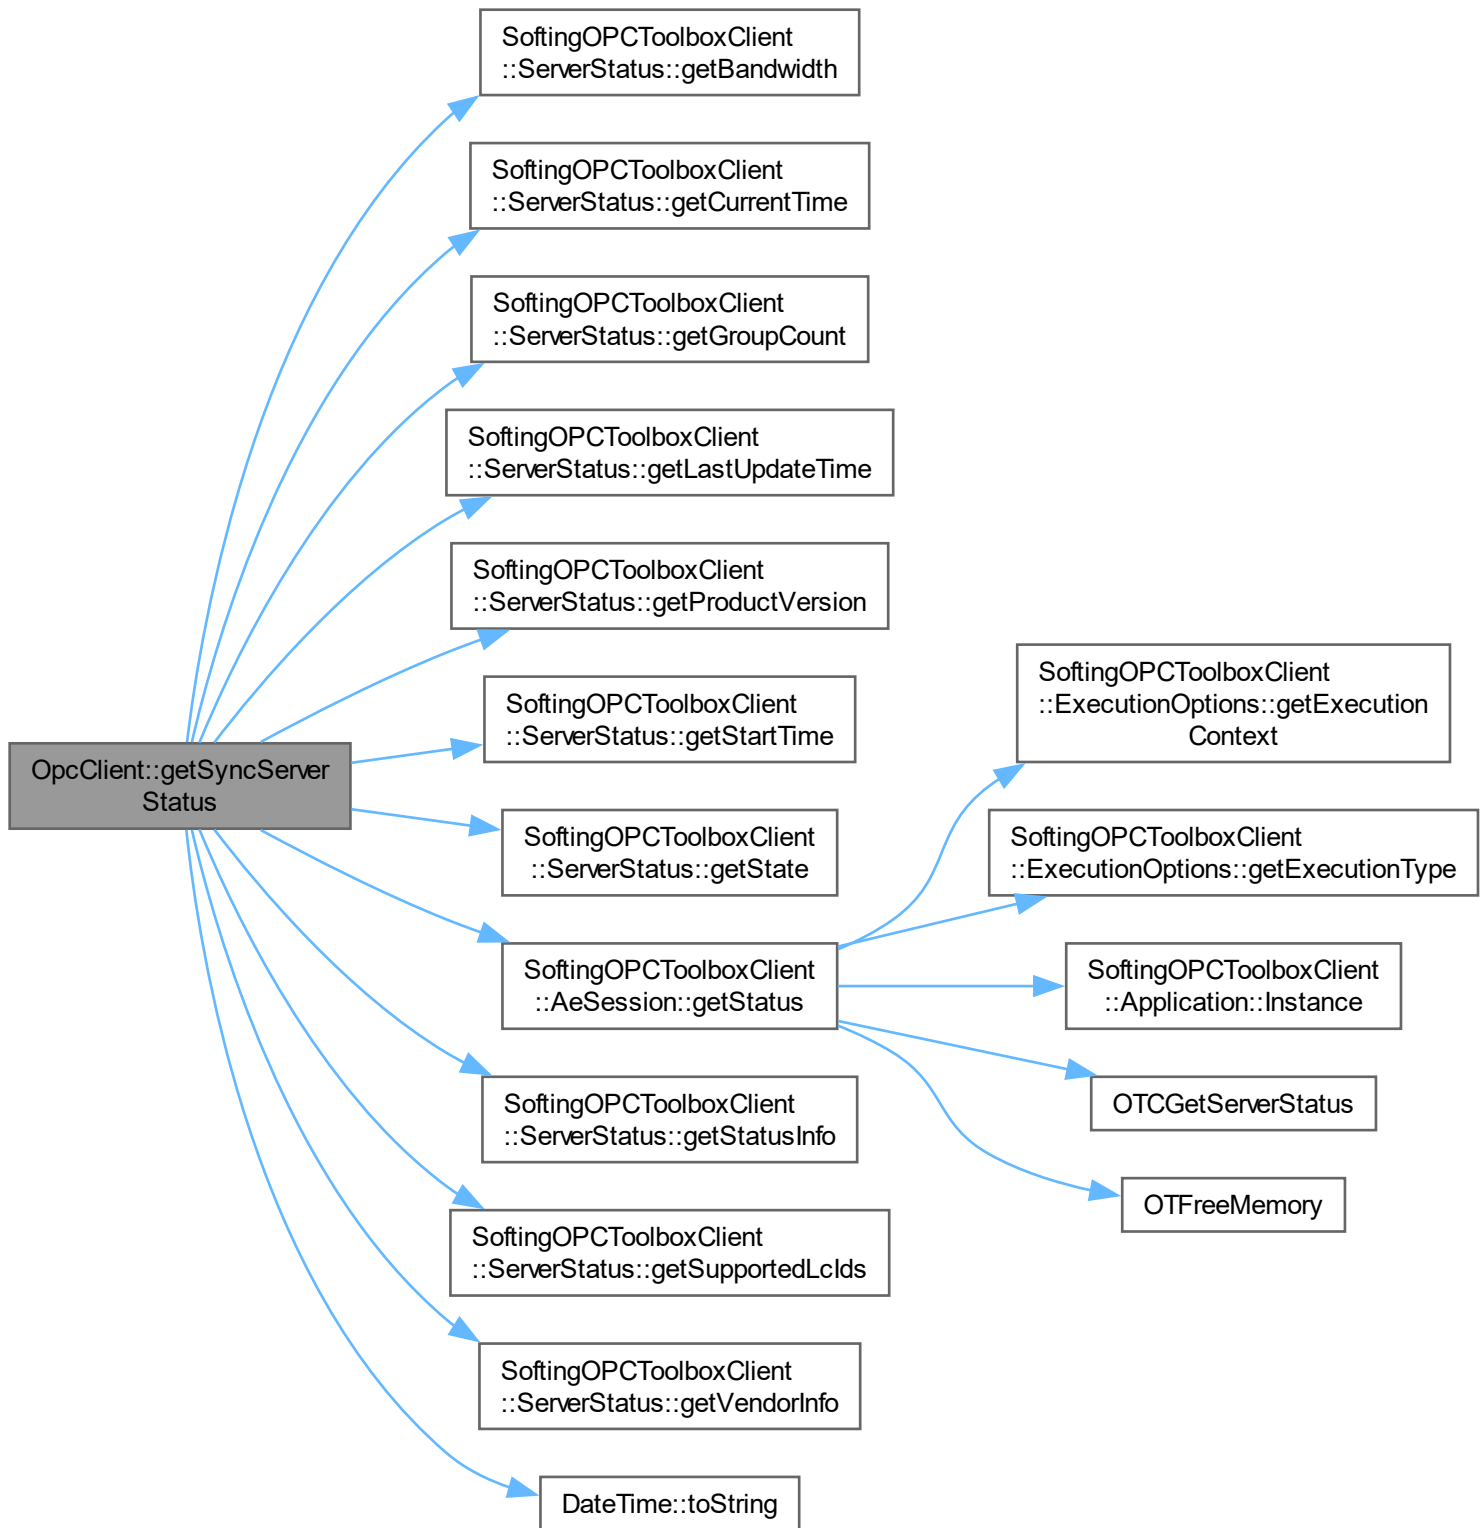 SoftingOPCToolboxClient
::ServerStatus::getBandwidth
SoftingOPCToolboxClient
::ServerStatus::getCurrentTime
SoftingOPCToolboxClient
::ServerStatus::getGroupCount
SoftingOPCToolboxClient
::ServerStatus::getLastUpdateTime
SoftingOPCToolboxClient
::ServerStatus::getProductVersion
SoftingOPCToolboxClient
::ServerStatus::getStartTime
OpcClient::getSyncServer
Status
SoftingOPCToolboxClient
::ServerStatus::getState
SoftingOPCToolboxClient
::AeSession::getStatus
SoftingOPCToolboxClient
::ServerStatus::getStatusInfo
SoftingOPCToolboxClient
::ServerStatus::getSupportedLcIds
SoftingOPCToolboxClient
::ServerStatus::getVendorInfo
DateTime::toString
SoftingOPCToolboxClient
::ExecutionOptions::getExecution
Context
SoftingOPCToolboxClient
::ExecutionOptions::getExecutionType
SoftingOPCToolboxClient
::Application::Instance
OTCGetServerStatus
OTFreeMemory